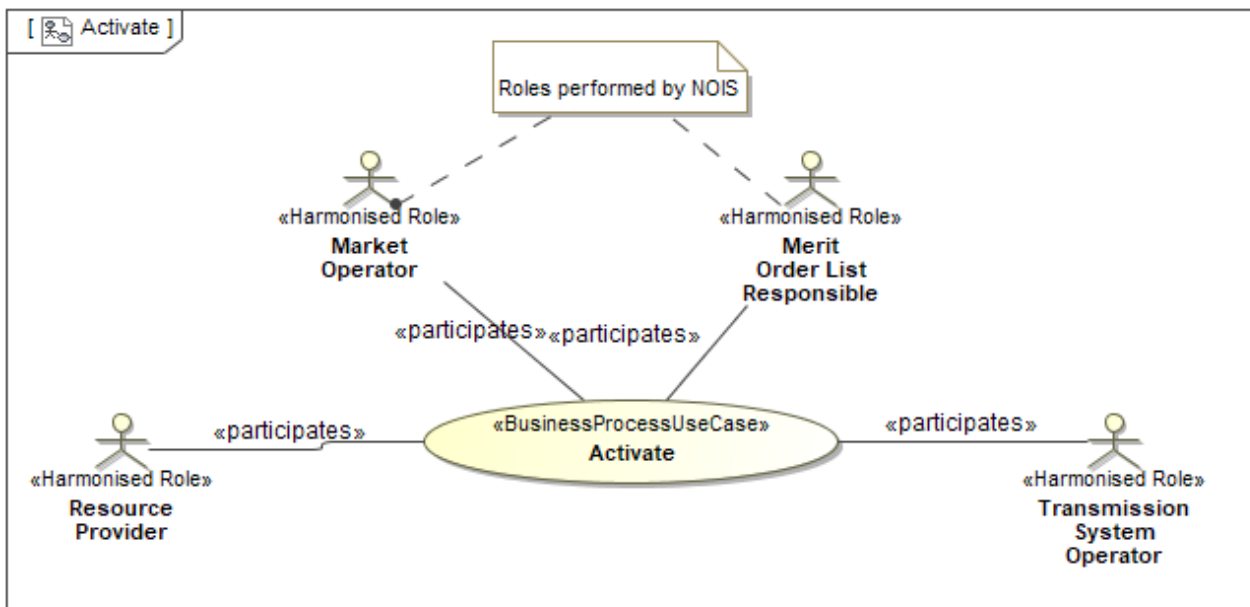 [ Activate ]
Roles performed by NOIS
«Harmonised Role»
Market
Operator
«Harmonised Role»
Merit
Order List
Responsible
«participates»
«participates»
«participates»
«BusinessProcessUseCase»
Activate
«participates»
«Harmonised Role»
Resource
Provider
«Harmonised Role»
Transmission
System
Operator